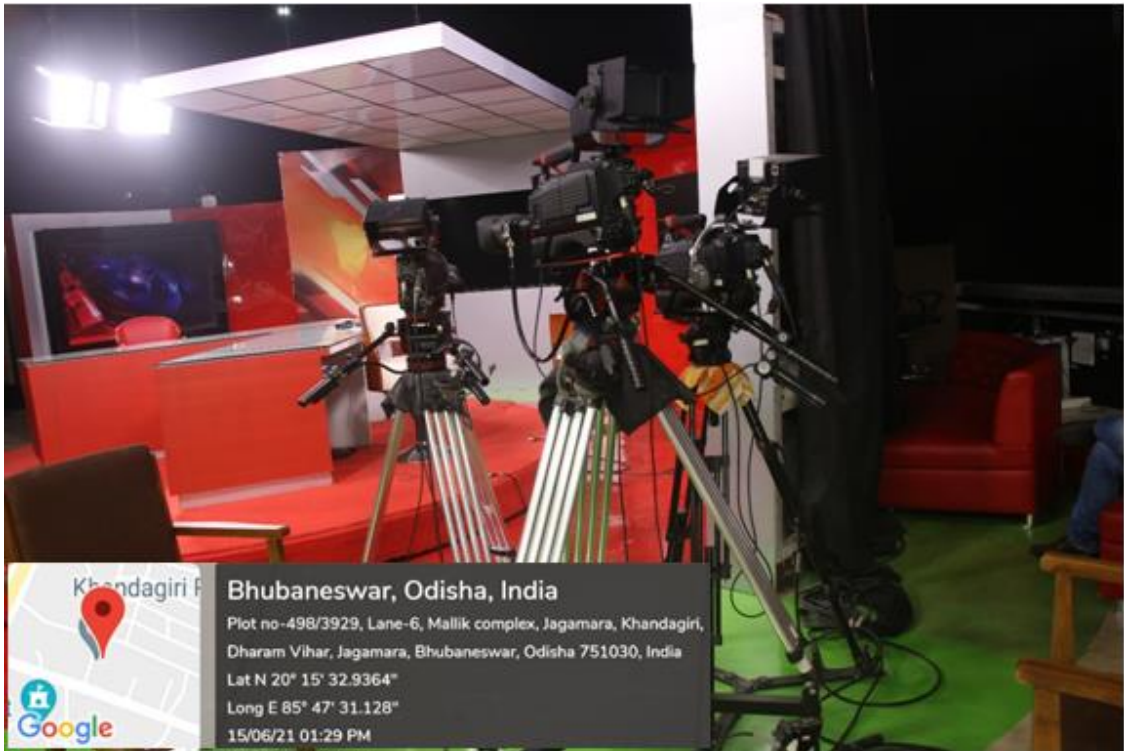 Khandagiri
Google
Bhubaneswar, Odisha, India
Plot no-498/3929, Lane-6, Mallik complex, Jagamara, Khandagiri,
Dharam Vihar, Jagamara, Bhubaneswar, Odisha 751030, India
Lat N 20° 15' 32.9364"
Long E 85° 47' 31.128"
15/06/21 01:29 PM